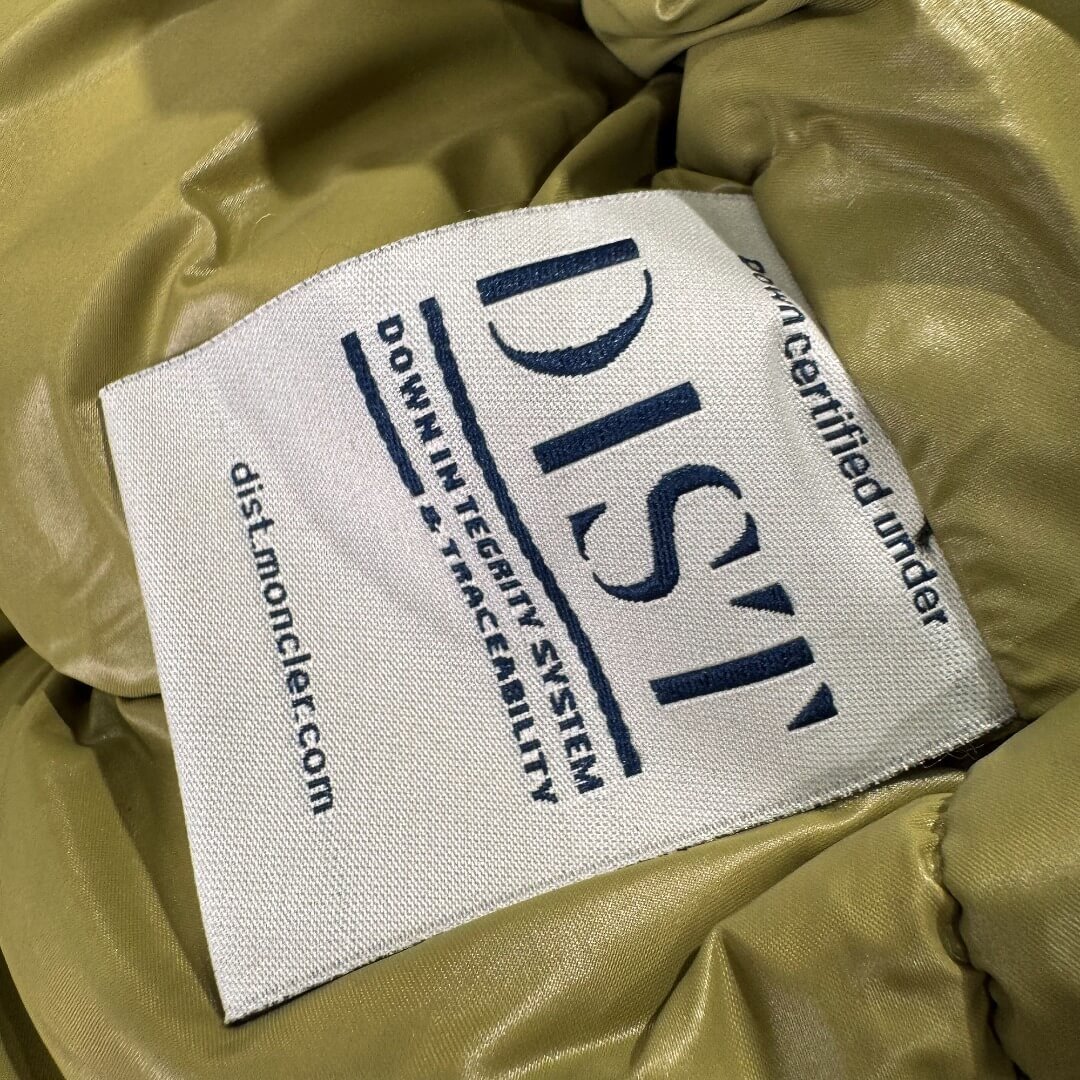 Down certified under
DIST
DOWN INTEGRITY SYSTEM
& TRACEABILITY
dist.moncler.com